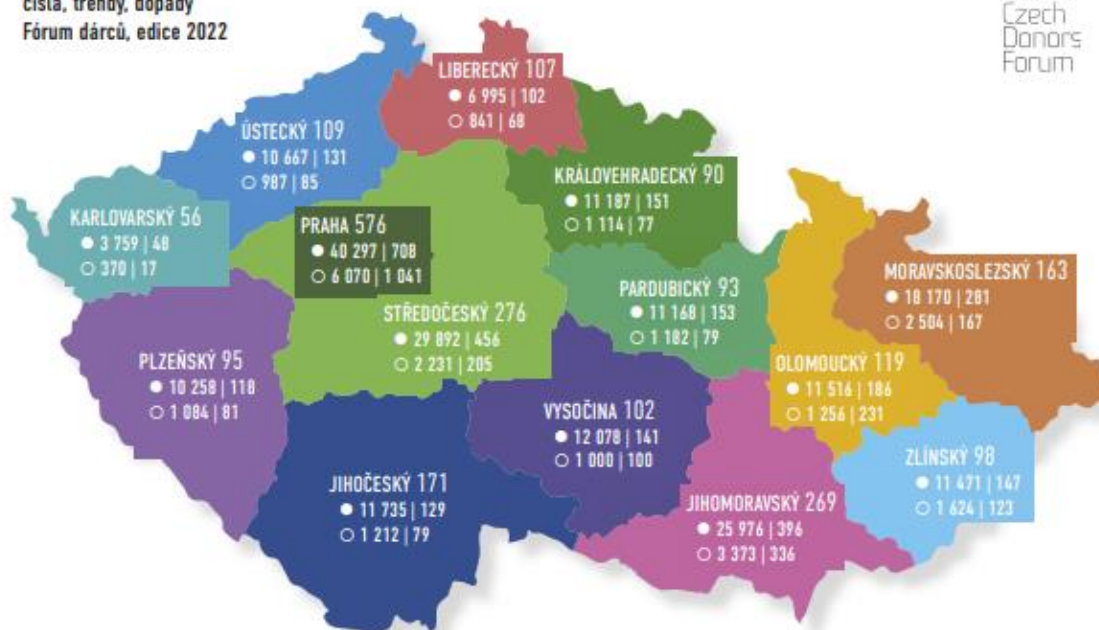 čísla, trendy, dopady
Fórum dárců, edice 2022
Czech
Donors
Forum
LIBERECKÝ 107
● 6 995 | 102
○ 841 | 68
ÚSTECKÝ 109
● 10 667 | 131
○ 987 | 85
KRÁLOVEHRADECKÝ 90
● 11 187 | 151
○ 1 114 | 77
KARLOVARSKÝ 56
● 3 759 | 48
○ 370 | 17
PRAHA 576
● 40 297 | 708
○ 6 070 | 1 041
MORAVSKOSLEZSKÝ 163
● 18 170 | 281
○ 2 504 | 167
PARDUBICKÝ 93
● 11 168 | 153
○ 1 182 | 79
STŘEDOČESKÝ 276
● 29 892 | 456
○ 2 231 | 205
PLZEŇSKÝ 95
● 10 258 | 118
○ 1 084 | 81
OLOMOUCKÝ 119
● 11 516 | 186
○ 1 256 | 231
VYSOČINA 102
● 12 078 | 141
○ 1 000 | 100
ZLÍNSKÝ 98
● 11 471 | 147
○ 1 624 | 123
JIHOČESKÝ 171
● 11 735 | 129
○ 1 212 | 79
JIHOMORAVSKÝ 269
● 25 976 | 396
○ 3 373 | 336